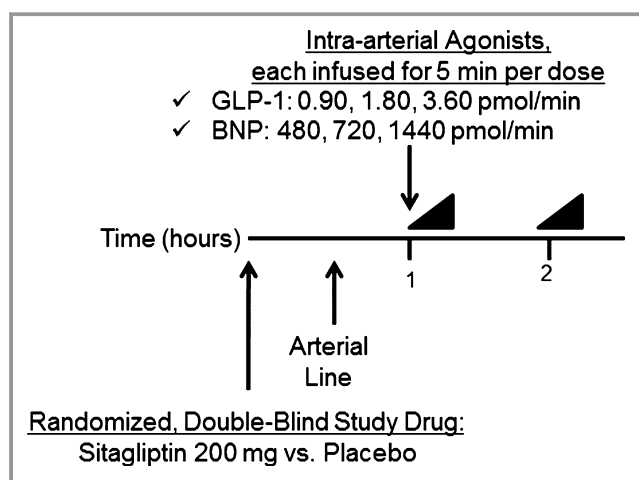 Intra-arterial Agonists,
each infused for 5 min per dose
✓ GLP-1: 0.90, 1.80, 3.60 pmol/min
✓ BNP: 480, 720, 1440 pmol/min
Time (hours)
1
2
Arterial
Line
Randomized, Double-Blind Study Drug:
Sitagliptin 200 mg vs. Placebo